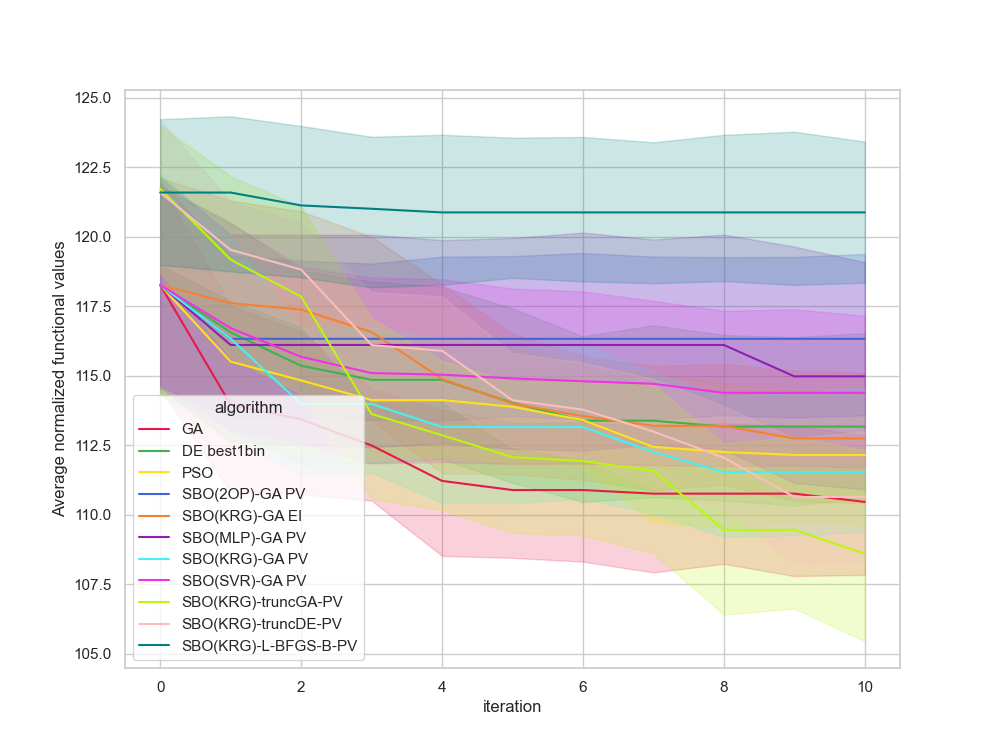 125.0
122.5
120.0
117.5
115.0
112.5
110.0
107.5
105.0
Average normalized functional values
algorithm
GA
DE best1bin
PSO
SBO(2OP)-GA PV
SBO(KRG)-GA EI
SBO(MLP)-GA PV
SBO(KRG)-GA PV
SBO(SVR)-GA PV
SBO(KRG)-truncGA-PV
SBO(KRG)-truncDE-PV
SBO(KRG)-L-BFGS-B-PV
0 2 4 6 8 10
iteration